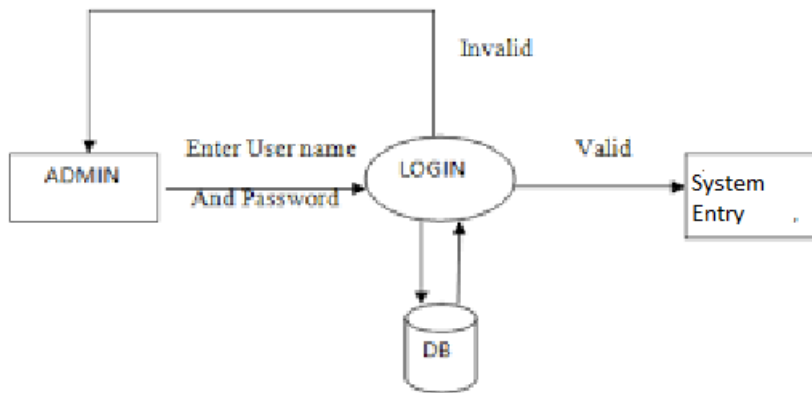 Invalid
Enter User name
And Password
ADMIN
LOGIN
Valid
System
Entry
DB